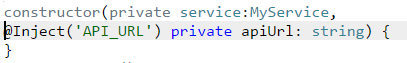 constructor(private service:MyService,
@Inject('API_URL') private apiUrl: string) {
}